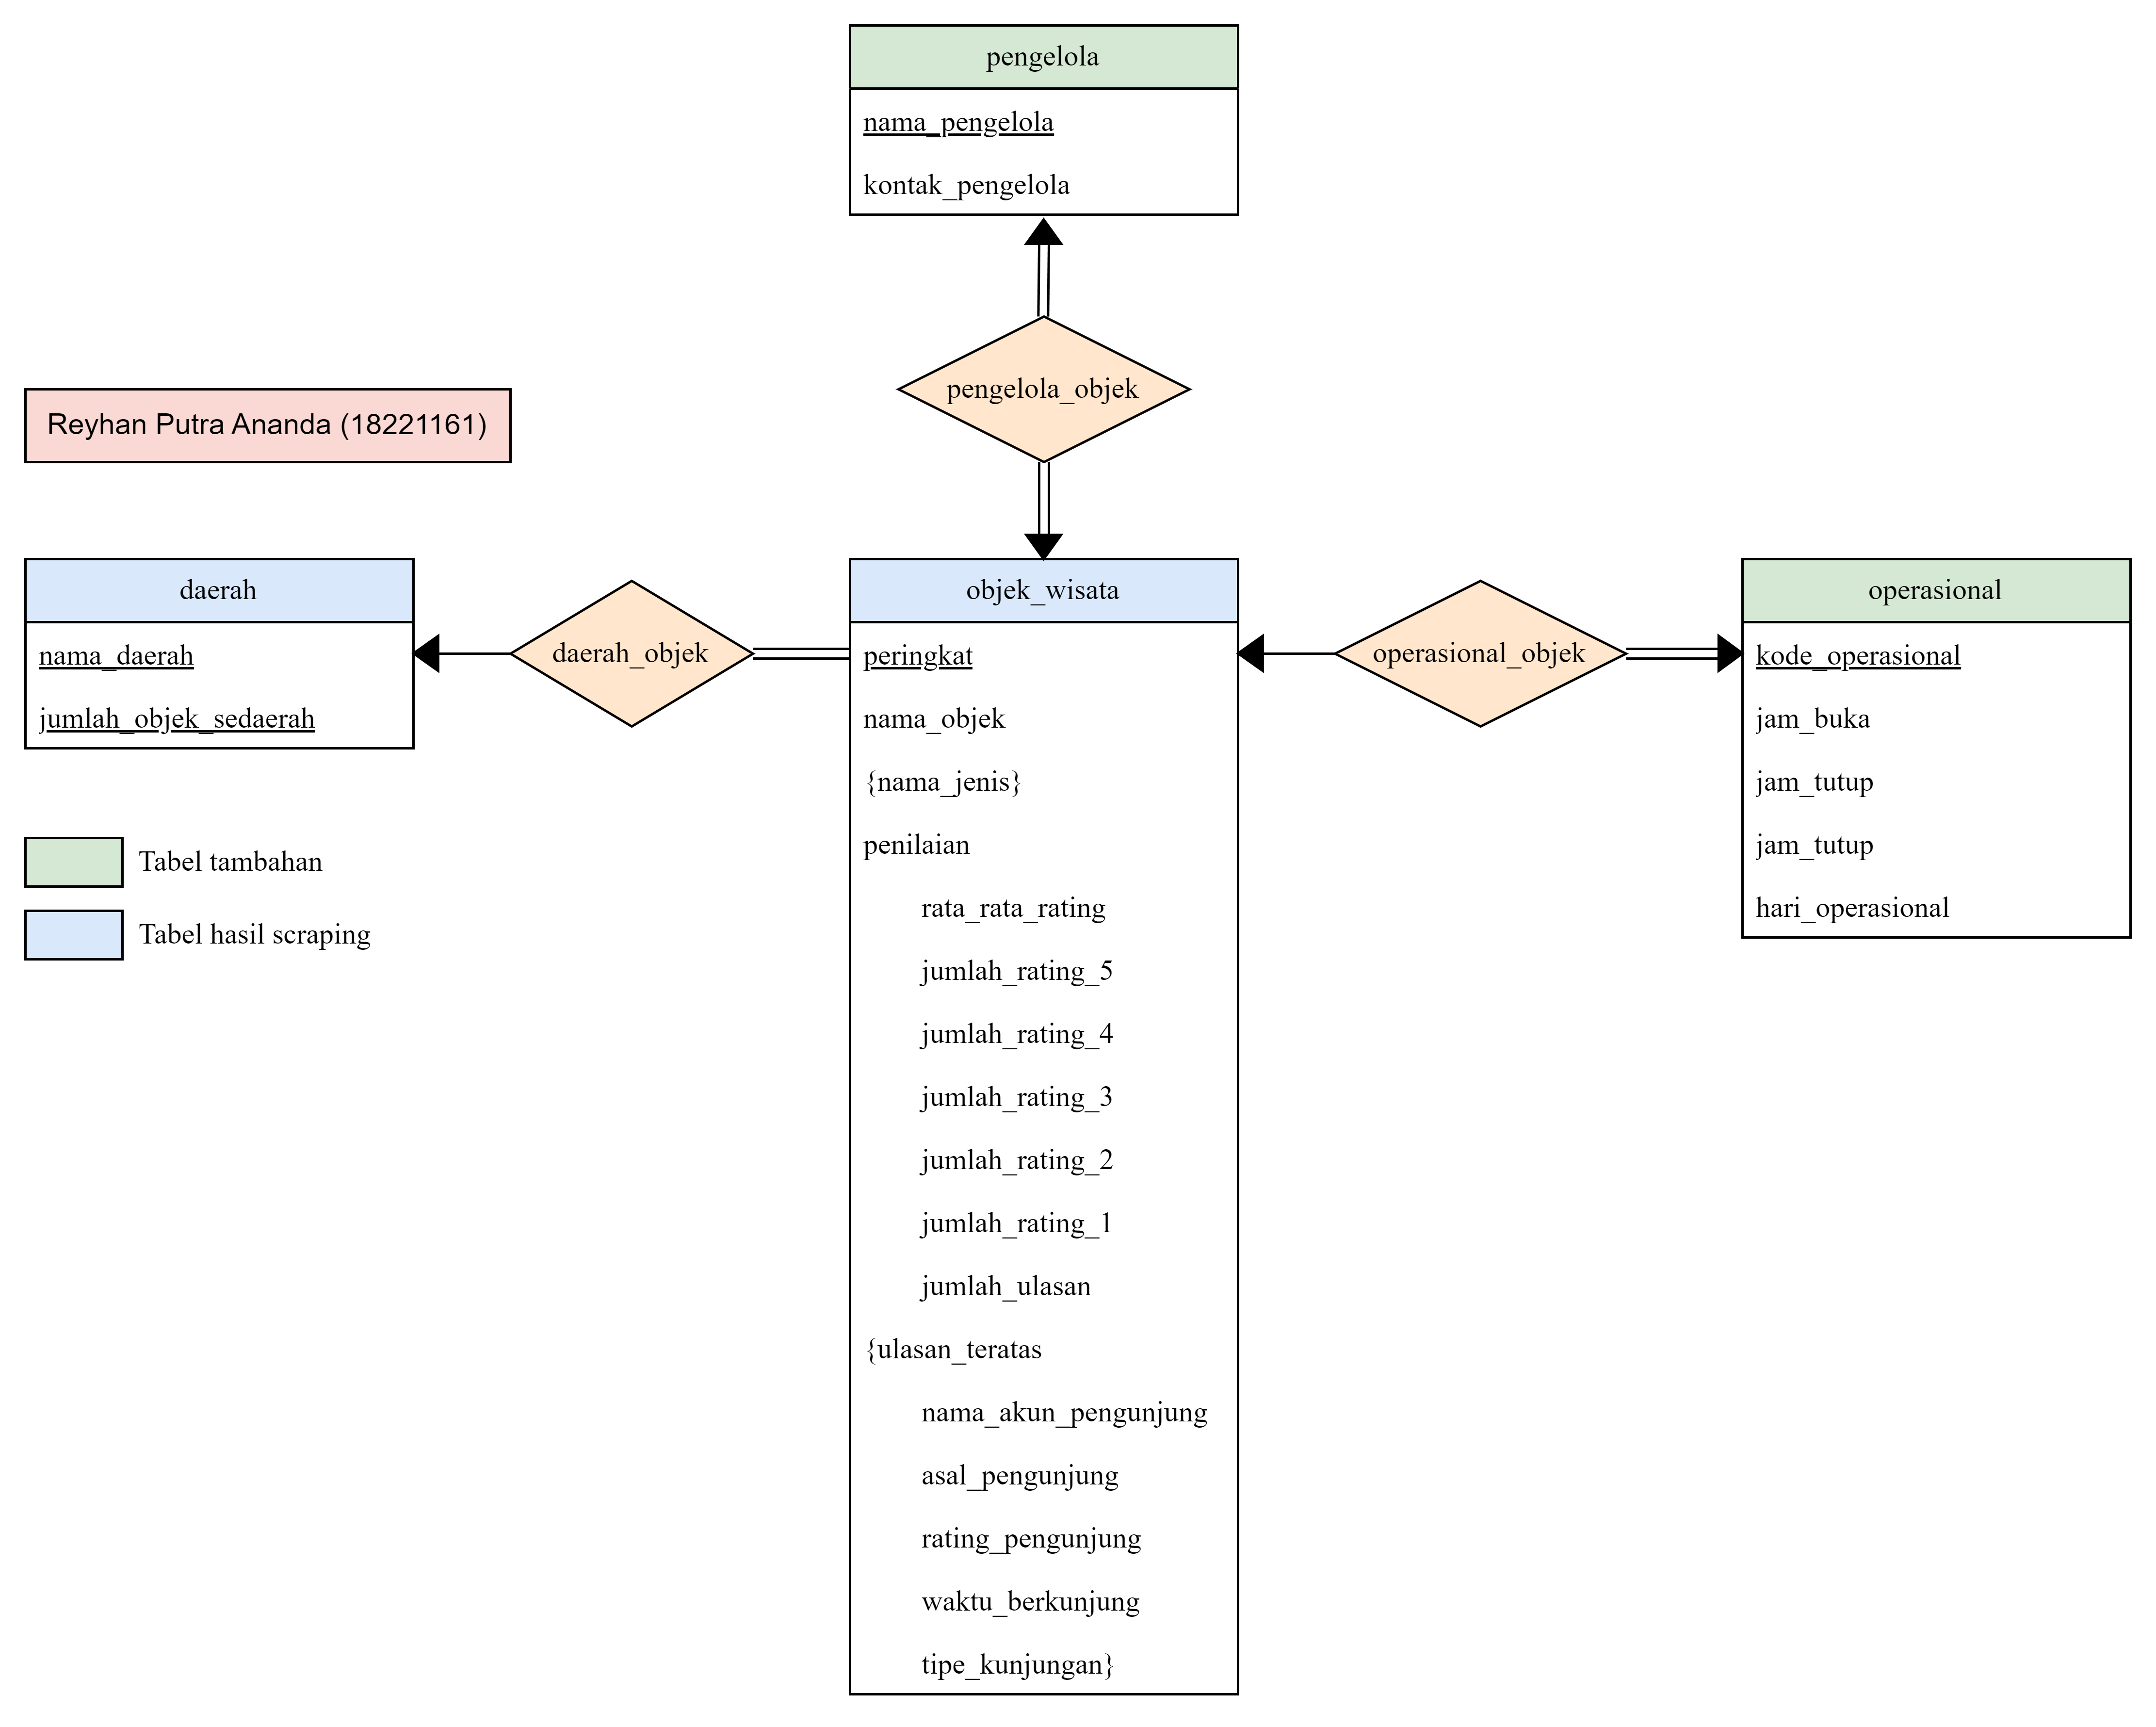 pengelola
nama_pengelola
kontak_pengelola
pengelola_objek
Reyhan Putra Ananda (18221161)
daerah
nama_daerah
jumlah_objek_sedaerah
daerah_objek
objek_wisata
peringkat
nama_objek
{nama_jenis}
penilaian
rata_rata_rating
jumlah_rating_5
jumlah_rating_4
jumlah_rating_3
jumlah_rating_2
jumlah_rating_1
jumlah_ulasan
{ulasan_teratas
nama_akun_pengunjung
asal_pengunjung
rating_pengunjung
waktu_berkunjung
tipe_kunjungan}
operasional_objek
operasional
kode_operasional
jam_buka
jam_tutup
jam_tutup
hari_operasional
Tabel tambahan
Tabel hasil scraping